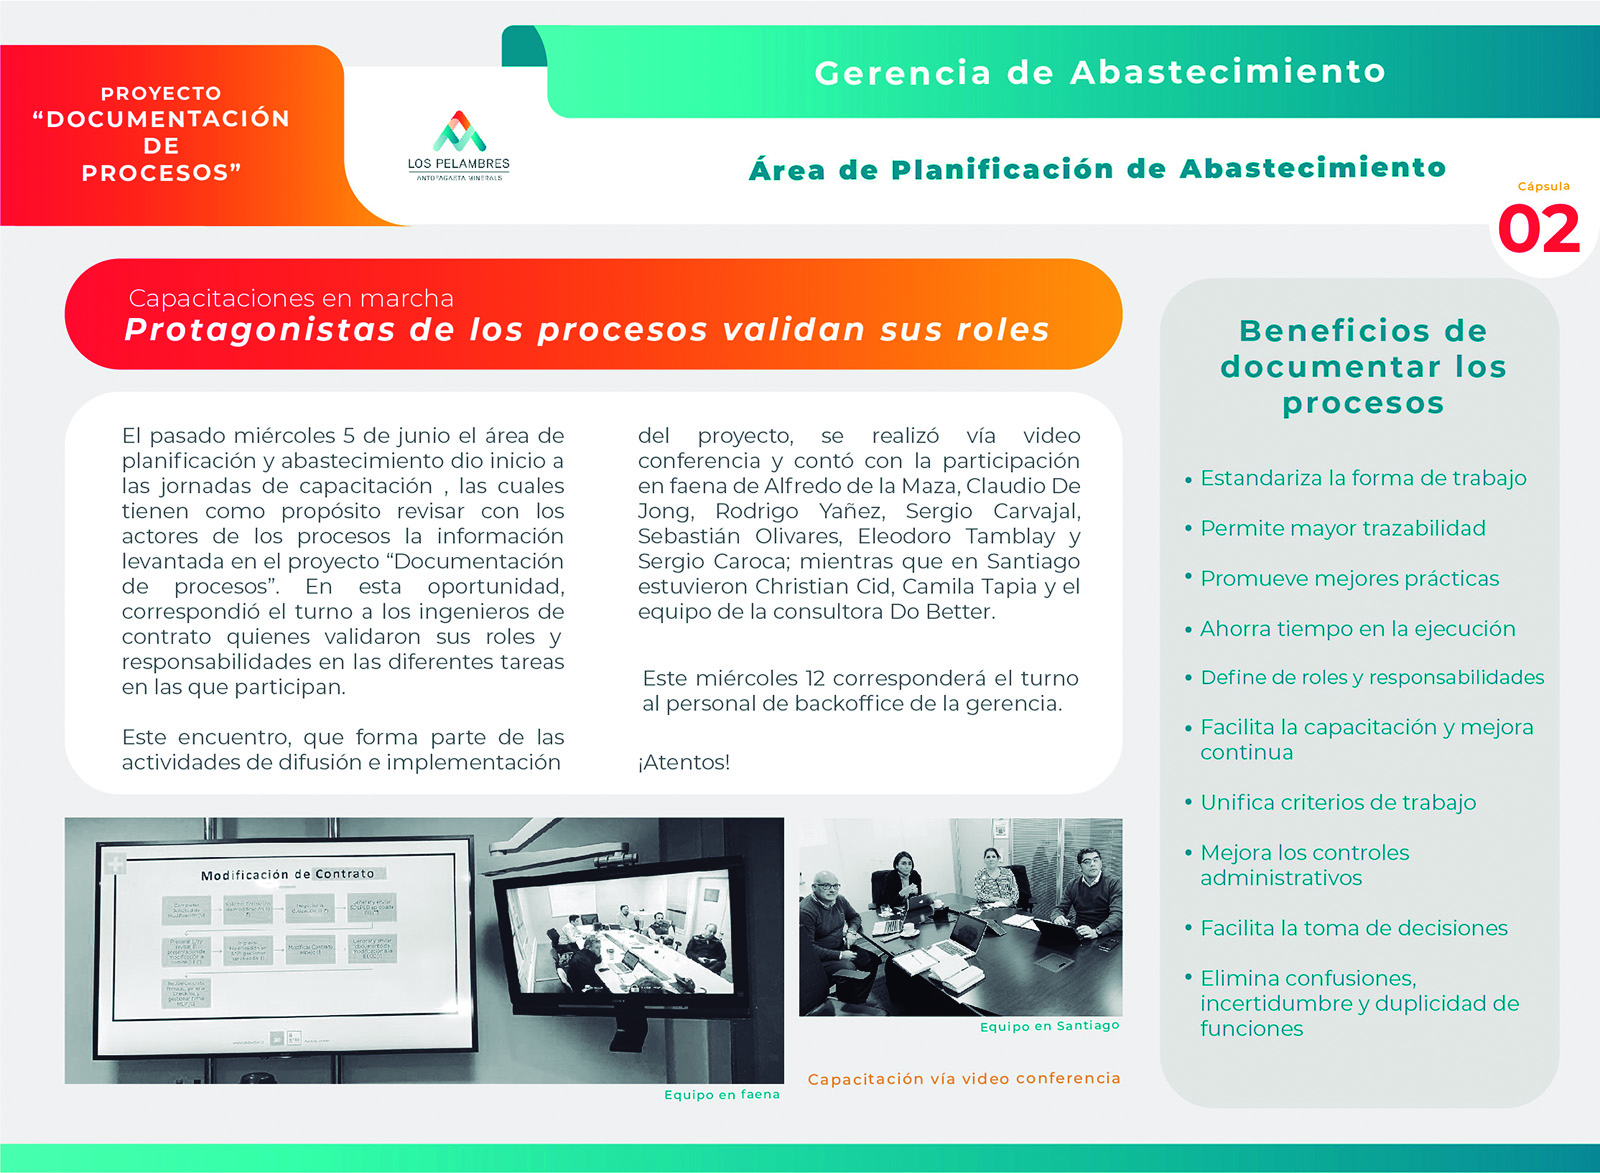 PROYECTO
“DOCUMENTACIÓN
DE
PROCESOS”
LOS PELAMBRES
ANTOFAGASTA MINERALS
Gerencia de Abastecimiento
Área de Planificación de Abastecimiento
Cápsula
02
Capacitaciones en marcha
Protagonistas de los procesos validan sus roles
El pasado miércoles 5 de junio el área de
planificación y abastecimiento dio inicio a
las jornadas de capacitación , las cuales
tienen como propósito revisar con los
actores de los procesos la información
levantada en el proyecto “Documentación
de procesos”. En esta oportunidad,
correspondió el turno a los ingenieros de
contrato quienes validaron sus roles y
responsabilidades en las diferentes tareas
en las que participan.
Este encuentro, que forma parte de las
actividades de difusión e implementación
del proyecto, se realizó vía video
conferencia y contó con la participación
en faena de Alfredo de la Maza, Claudio De
Jong, Rodrigo Yañez, Sergio Carvajal,
Sebastián Olivares, Eleodoro Tamblay y
Sergio Caroca; mientras que en Santiago
estuvieron Christian Cid, Camila Tapia y el
equipo de la consultora Do Better.
Este miércoles 12 corresponderá el turno
al personal de backoffice de la gerencia.
¡Atentos!
Modificación de Contrato
Equipo en faena
Equipo en Santiago
Capacitación vía video conferencia
Beneficios de
documentar los
procesos
• Estandariza la forma de trabajo
• Permite mayor trazabilidad
• Promueve mejores prácticas
• Ahorra tiempo en la ejecución
• Define de roles y responsabilidades
• Facilita la capacitación y mejora
continua
• Unifica criterios de trabajo
• Mejora los controles
administrativos
• Facilita la toma de decisiones
• Elimina confusiones,
incertidumbre y duplicidad de
funciones